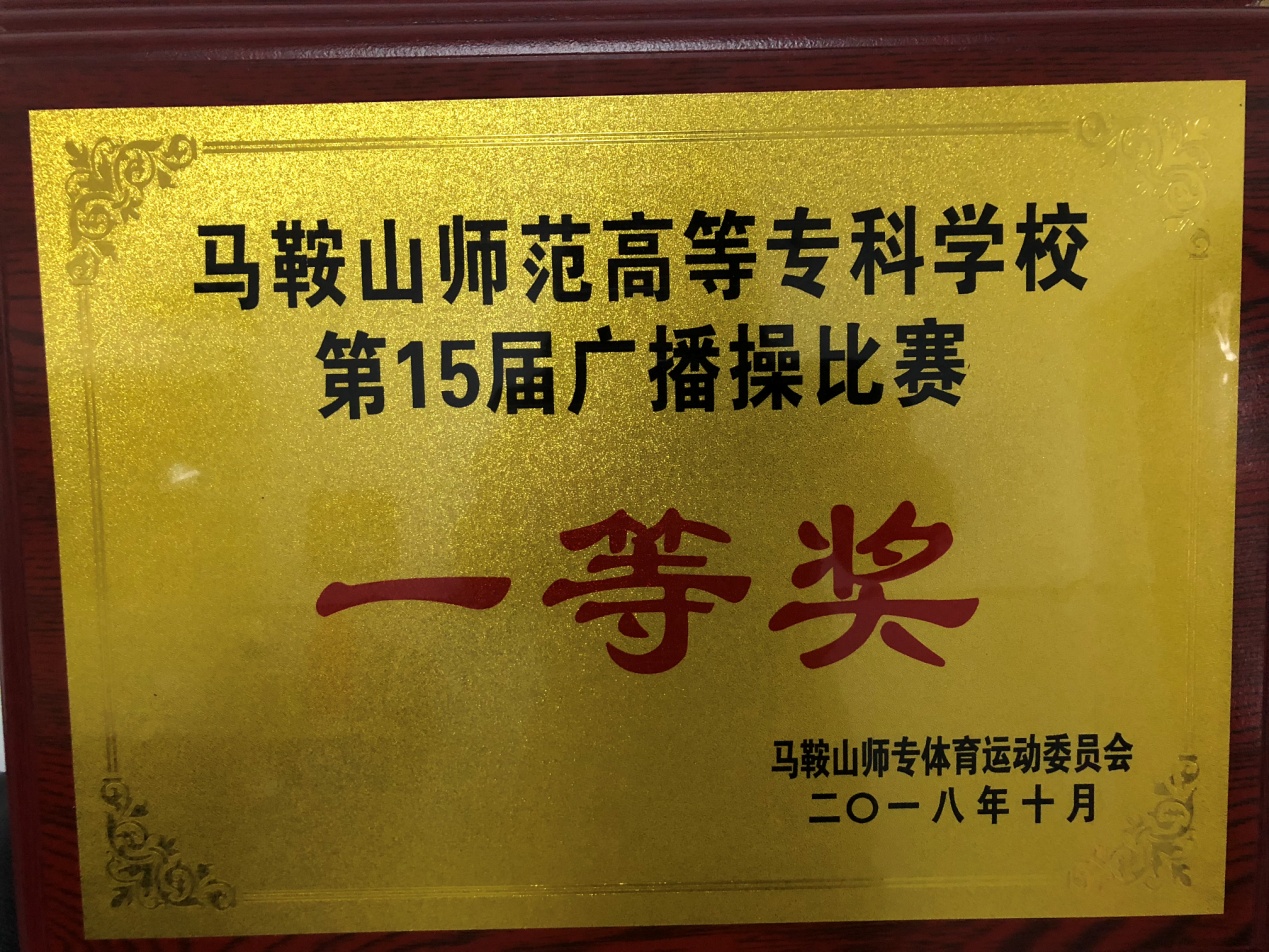 马鞍山师范高等专科学校
第15届广播操比赛
一等奖
马鞍山师专体育运动委员会
二〇一八年十月